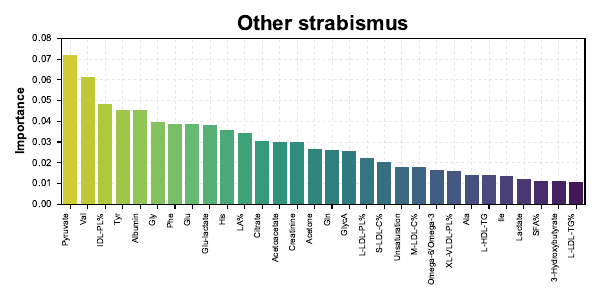 Other strabismus
Importance
0.08
0.07
0.06
0.05
0.04
0.03
0.02
0.01
0.00
Pyruvate
Val
IDL-PL%
Tyr
Albumin
Gly
Phe
Glu
Glu-lactate
His
LA%
Citrate
Acetoacetate
Creatinine
Acetone
Gln
GlycA
L-LDL-PL%
S-LDL-C%
Unsaturation
M-LDL-C%
Omega-6/Omega-3
XL-VLDL-PL%
Ala
L-HDL-TG
Ile
Lactate
SFA%
3-Hydroxybutyrate
L-LDL-TG%